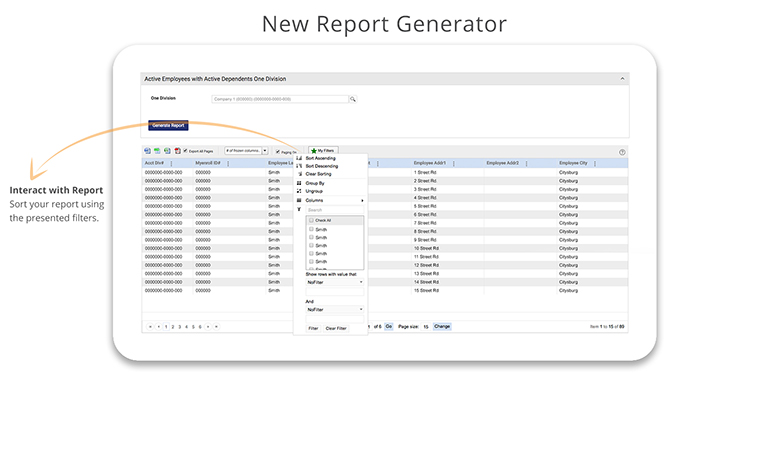 New Report Generator
Active Employees with Active Dependents One Division
One Division
Company 1 (000000) (0000000-0000-000)
Generate Report
Interact with Report
Sort your report using
the presented filters.
Export All Pages
# of frozen columns...
Paging On
My Filters
Acct Div# Myenroll ID# Employee La t Employee Addr1 Employee Addr2 Employee City
0000000-0000-000 000000 Smith 1 Street Rd Citysburg
0000000-0000-000 000000 Smith 2 Street Rd. Citysburg
0000000-0000-000 000000 Smith 3 Street Rd. Citysburg
0000000-0000-000 000000 Smith 4 Street Rd. Citysburg
0000000-0000-000 000000 Smith 5 Street Rd. Citysburg
0000000-0000-000 000000 Smith 6 Street Rd. Citysburg
0000000-0000-000 000000 Smith 7 Street Rd. Citysburg
0000000-0000-000 000000 Smith 8 Street Rd. Citysburg
0000000-0000-000 000000 Smith 9 Street Rd. Citysburg
0000000-0000-000 000000 Smith 10 Street Rd. Citysburg
0000000-0000-000 000000 Smith 11 Street Rd. Citysburg
0000000-0000-000 000000 Smith 12 Street Rd. Citysburg
0000000-0000-000 000000 Smith 13 Street Rd. Citysburg
0000000-0000-000 000000 Smith 14 Street Rd. Citysburg
0000000-0000-000 000000 Smith 15 Street Rd. Citysburg
Sort Ascending
Sort Descending
Clear Sorting
Group By
Ungroup
Columns
Search
Check All
Smith
Smith
Smith
Smith
Smith
Show rows with value that
NoFilter
And
NoFilter
Filter Clear Filter
1 2 3 4 5 6
1 of 6 Go Page size: 15 Change
Item 1 to 15 of 80